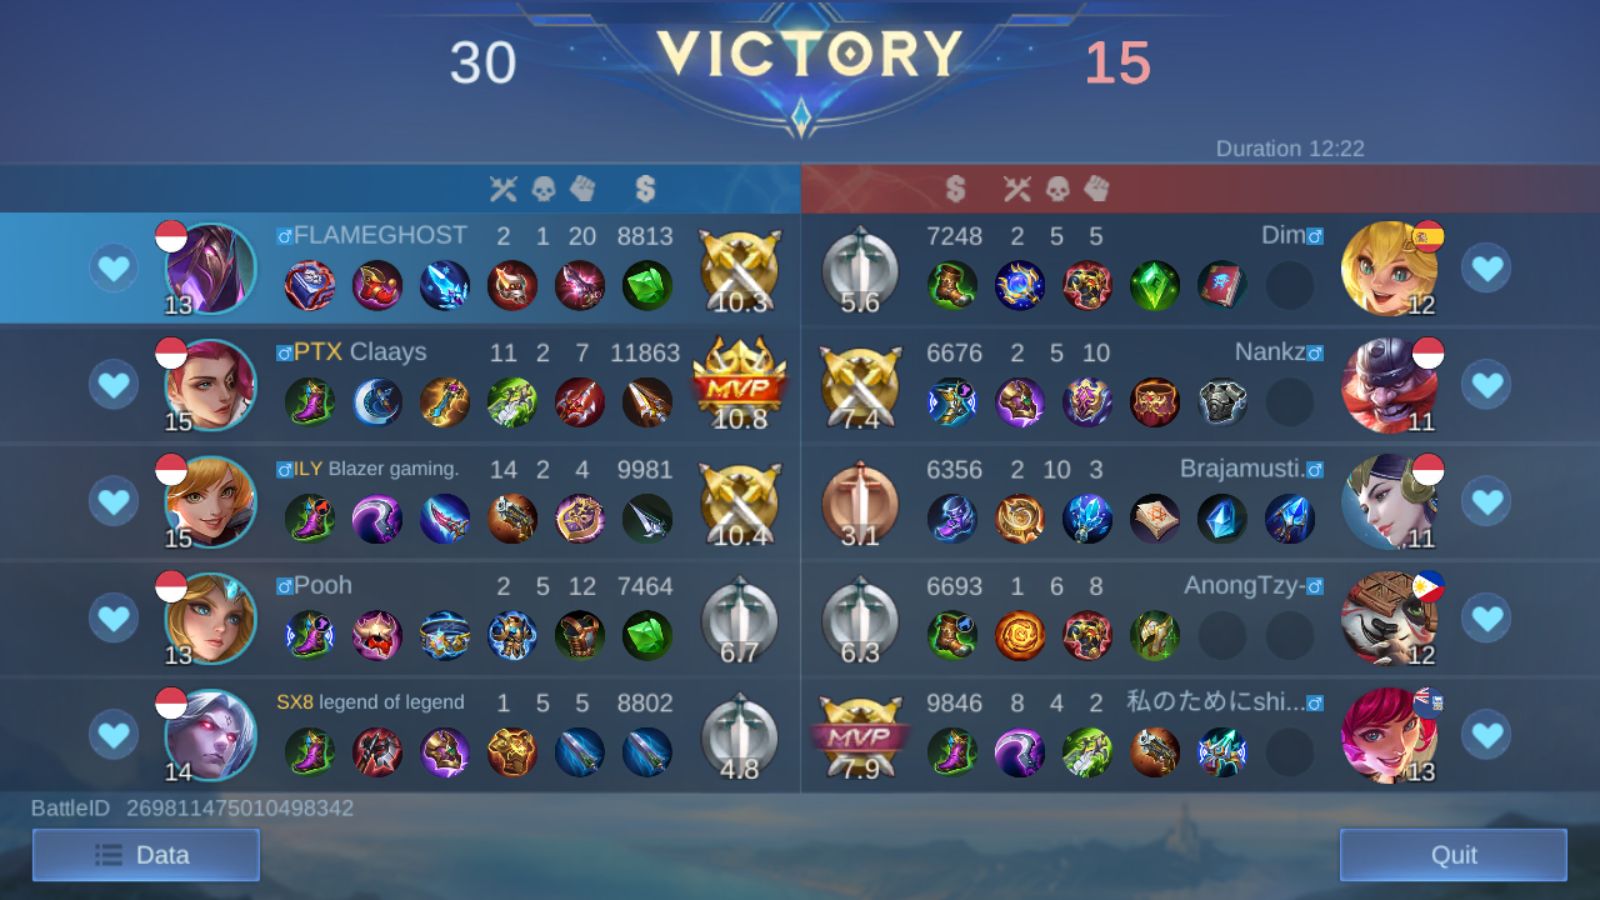 30 VICTORY 15
Duration 12:22
FLAMEGHOST 2 1 20 8813
13 10.3
5.6 7248 2 5 5 Dim 12
PTX Claays 11 2 7 11863
15 MVP 10.8
7.4 6676 2 5 10 Nankz 11
ILY Blazer gaming. 14 2 4 9981
15 10.4
3.1 6356 2 10 3 Brajamusti. 11
Pooh 2 5 12 7464
13 6.7
6.3 6693 1 6 8 AnongTzy- 12
SX8 legend of legend 1 5 5 8802
14 4.8
MVP 7.9 9846 8 4 2 私のためにshi... 13
BattleID 269811475010498342
Data
Quit